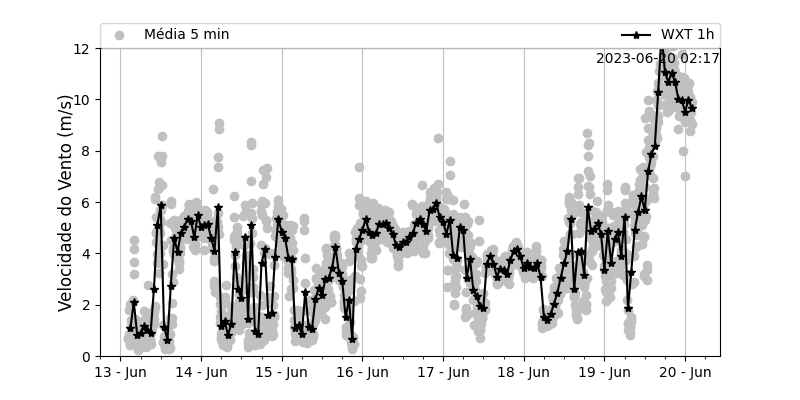 Média 5 min
WXT 1h
2023-06-20 02:17
Velocidade do Vento (m/s)
12
10
8
6
4
2
0
13 - Jun
14 - Jun
15 - Jun
16 - Jun
17 - Jun
18 - Jun
19 - Jun
20 - Jun